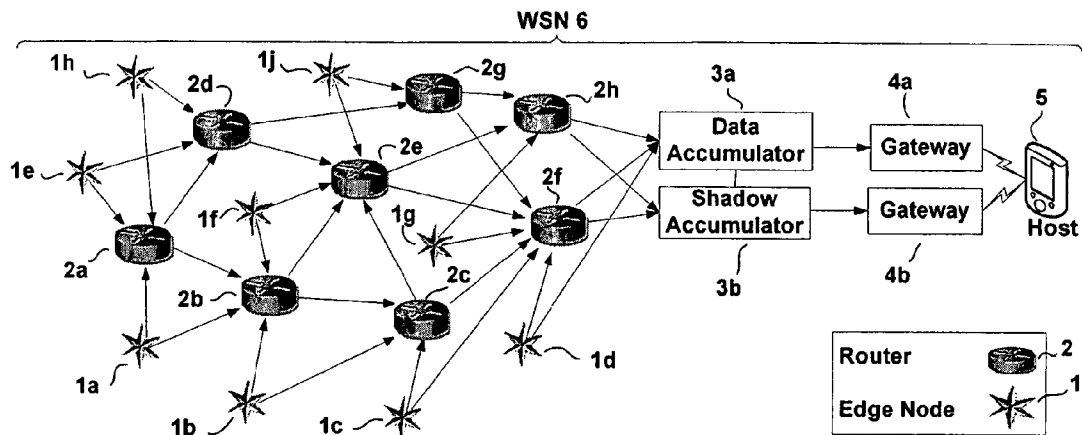 WSN 6
1h
2d
1j
2g
2h
3a
4a
5
Data
Accumulator
Gateway
1e
2e
2f
1f
1g
Shadow
Accumulator
Gateway
Host
2a
2b
2c
3b
4b
1a
1b
1c
1d
Router
2
Edge Node
1